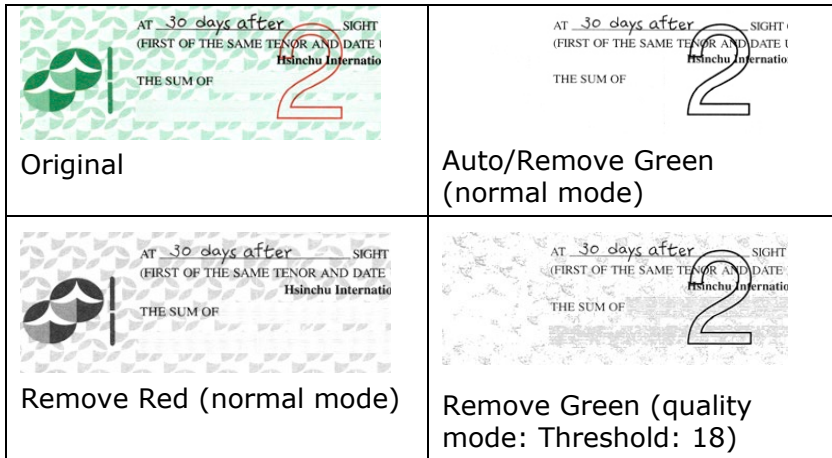 AT 30 days after SIGHT
(FIRST OF THE SAME TENOR AND DATE
Hsinchu Internatio
THE SUM OF
2
Original
AT 30 days after SIGHT
(FIRST OF THE SAME TENOR AND DATE
Hsinchu Internatio
THE SUM OF
2
Auto/Remove Green
(normal mode)
AT 30 days after SIGHT
(FIRST OF THE SAME TENOR AND DATE
Hsinchu Internatio
THE SUM OF
Remove Red (normal mode)
AT 30 days after SIGHT
(FIRST OF THE SAME TENOR AND DATE
Hsinchu Internatio
THE SUM OF
2
Remove Green (quality
mode: Threshold: 18)